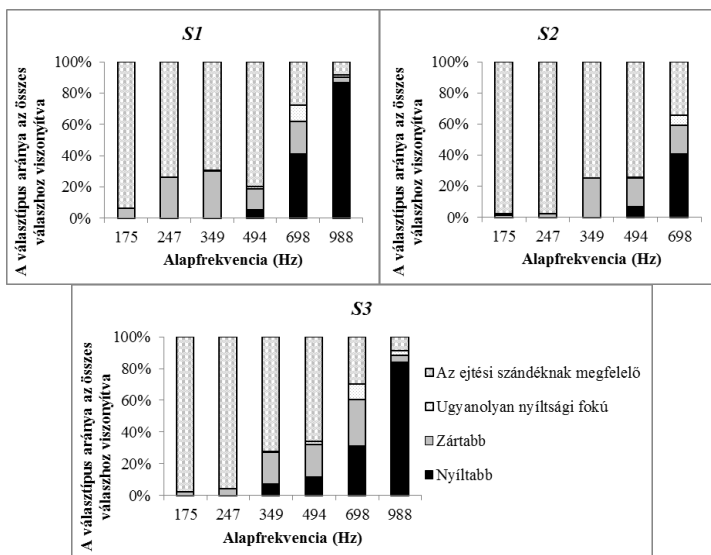 S1
A választípus aránya az összes
válaszhoz viszonyítva
100%
80%
60%
40%
20%
0%
175 247 349 494 698 988
Alapfrekvencia (Hz)
S2
A választípus aránya az összes
válaszhoz viszonyítva
100%
80%
60%
40%
20%
0%
175 247 349 494 698
Alapfrekvencia (Hz)
S3
A választípus aránya az összes
válaszhoz viszonyítva
100%
80%
60%
40%
20%
0%
175 247 349 494 698 988
Alapfrekvencia (Hz)
Az ejtési szándéknak megfelelő
Ugyanolyan nyíltsági fokú
Zártabb
Nyíltabb